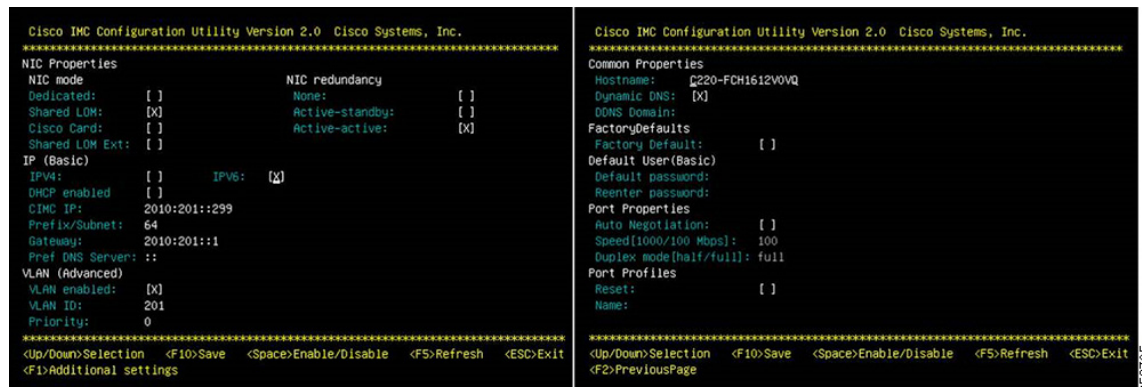 Cisco IMC Configuration Utility Version 2.0 Cisco Systems, Inc.
******************************************************************************
NIC Properties
NIC mode NIC redundancy
Dedicated: [ ] None: [ ]
Shared LOM: [X] Active-standby: [ ]
Cisco Card: [ ] Active-active: [X]
Shared LOM Ext: [ ]
IP (Basic)
IPV4: [ ] IPV6: [X]
DHCP enabled [ ]
CIMC IP: 2010:201::299
Prefix/Subnet: 64
Gateway: 2010:201::1
Pref DNS Server: ::
VLAN (Advanced)
VLAN enabled: [X]
VLAN ID: 201
Priority: 0
******************************************************************************
<Up/Down>Selection <F10>Save <Space>Enable/Disable <F5>Refresh <ESC>Exit
<F1>Additional settings
Cisco IMC Configuration Utility Version 2.0 Cisco Systems, Inc.
******************************************************************************
Common Properties
Hostname: C220-FCH1612V0VQ
Dynamic DNS: [X]
DDNS Domain:
FactoryDefaults
Factory Default: [ ]
Default User(Basic)
Default password:
Reenter password:
Port Properties
Auto Negotiation: [ ]
Speed[1000/100 Mbps]: 100
Duplex mode[half/full]: full
Port Profiles
Reset: [ ]
Name:
******************************************************************************
<Up/Down>Selection <F10>Save <Space>Enable/Disable <F5>Refresh <ESC>Exit
<F2>PreviousPage